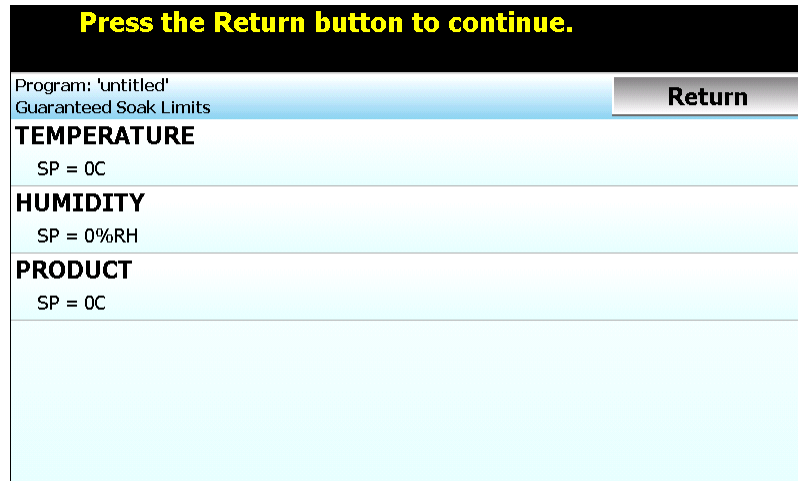 Press the Return button to continue.
Program: 'untitled'
Guaranteed Soak Limits
Return
TEMPERATURE
SP = 0C
HUMIDITY
SP = 0%RH
PRODUCT
SP = 0C